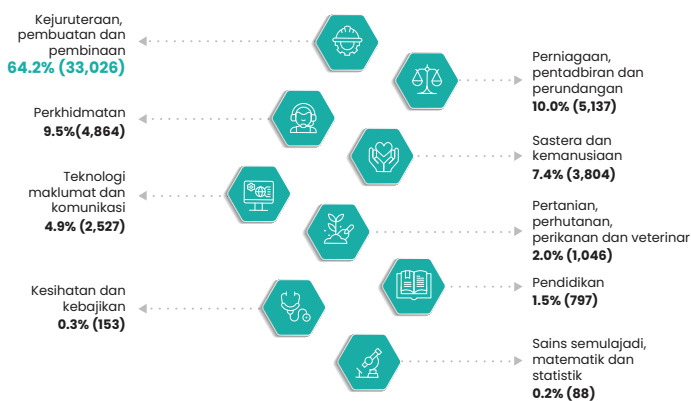 Kejuruteraan,
pembuatan dan
pembinaan
64.2% (33,026)
Perniagaan,
pentadbiran dan
perundangan
10.0% (5,137)
Perkhidmatan
9.5%(4,864)
Sastera dan
kemanusiaan
7.4% (3,804)
Teknologi
maklumat dan
komunikasi
4.9% (2,527)
Pertanian,
perhutanan,
perikanan dan veterinar
2.0% (1,046)
Pendidikan
1.5% (797)
Kesihatan dan
kebajikan
0.3% (153)
Sains semulajadi,
matematik dan
statistik
0.2% (88)